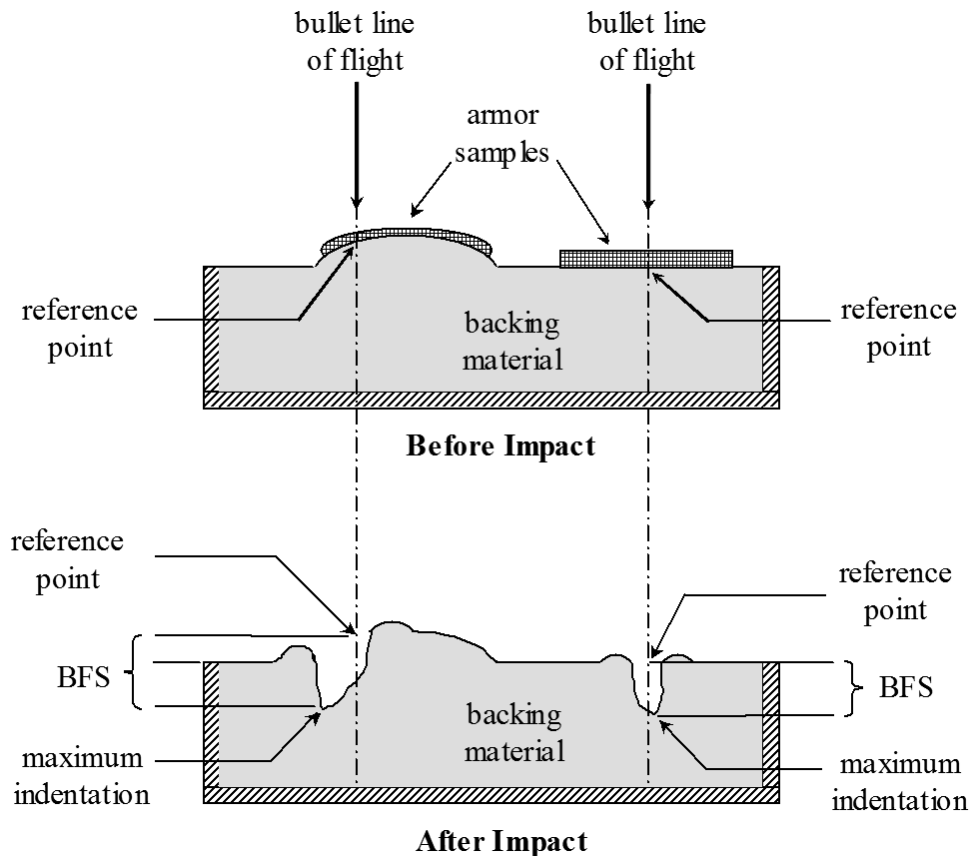 bullet line
of flight
bullet line
of flight
armor
samples
reference
point
backing
material
reference
point
Before Impact
reference
point
reference
point
BFS
BFS
backing
material
maximum
indentation
maximum
indentation
After Impact